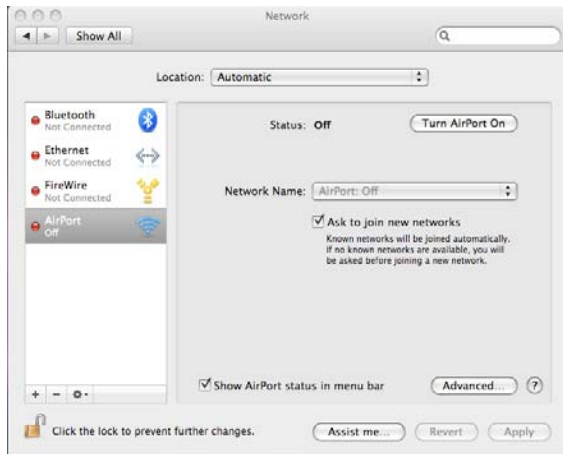 Network
Show All
Location: Automatic
Bluetooth
Not Connected
Ethernet
Not Connected
FireWire
Not Connected
AirPort
Off
Status: Off
Turn AirPort On
Network Name: AirPort: Off
Ask to join new networks
Known networks will be joined automatically.
If no known networks are available, you will
be asked before joining a new network.
Show AirPort status in menu bar
Advanced...
?
Click the lock to prevent further changes.
Assist me...
Revert
Apply